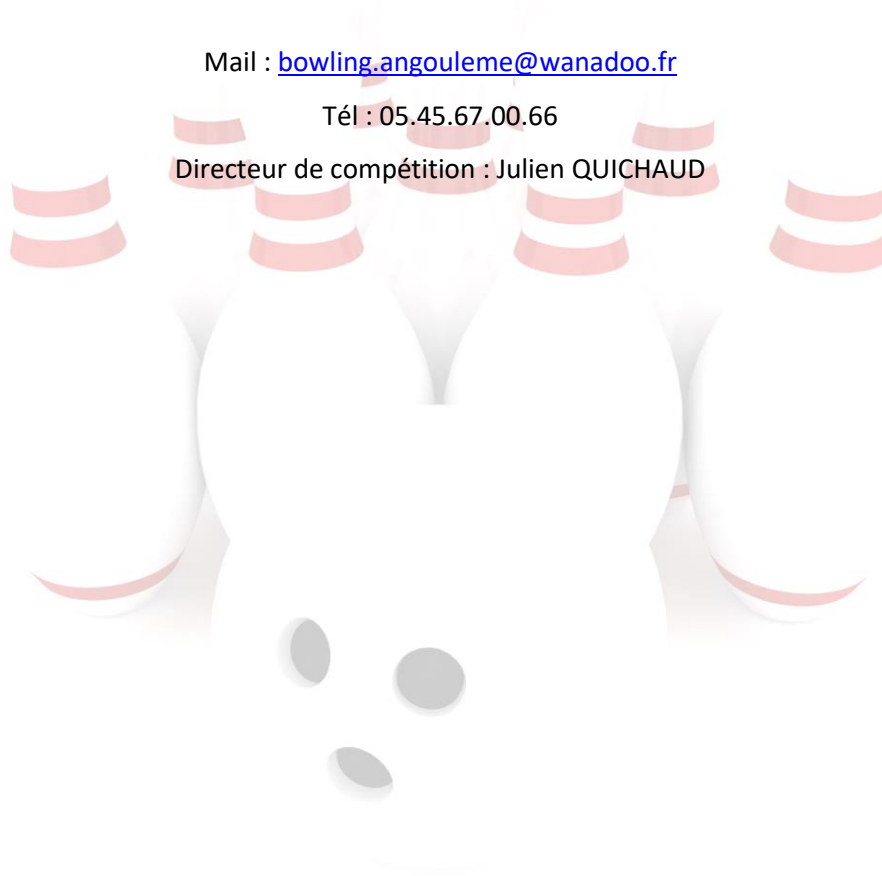 Mail : bowling.angouleme@wanadoo.fr
Tél : 05.45.67.00.66
Directeur de compétition : Julien QUICHAUD